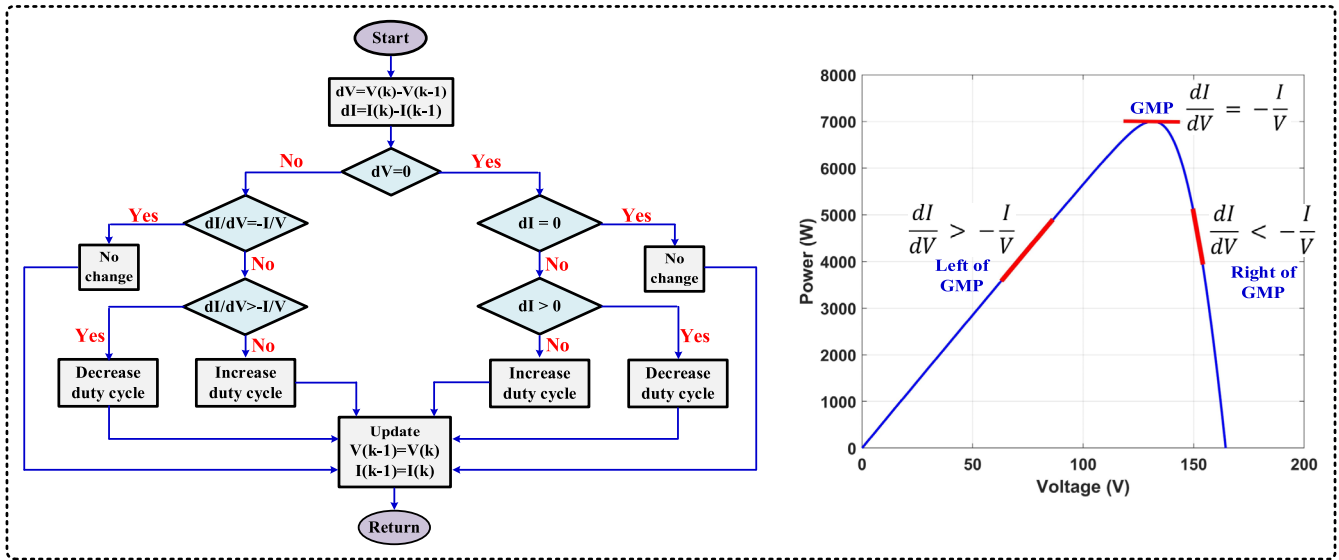 Start
dV=V(k)-V(k-1)
dI=I(k)-I(k-1)
dV=0
No
Yes
dI/dV=-I/V
Yes
No
change
No
dI/dV>-I/V
Yes
No
Decrease
duty cycle
Increase
duty cycle
dI = 0
Yes
No
change
No
dI > 0
No
Yes
Increase
duty cycle
Decrease
duty cycle
Update
V(k-1)=V(k)
I(k-1)=I(k)
Return
8000
7000
6000
5000
4000
3000
2000
1000
0
Power (W)
0
50
100
150
200
Voltage (V)
GMP
dI/dV = -I/V
dI/dV > -I/V
Left of
GMP
dI/dV < -I/V
Right of
GMP